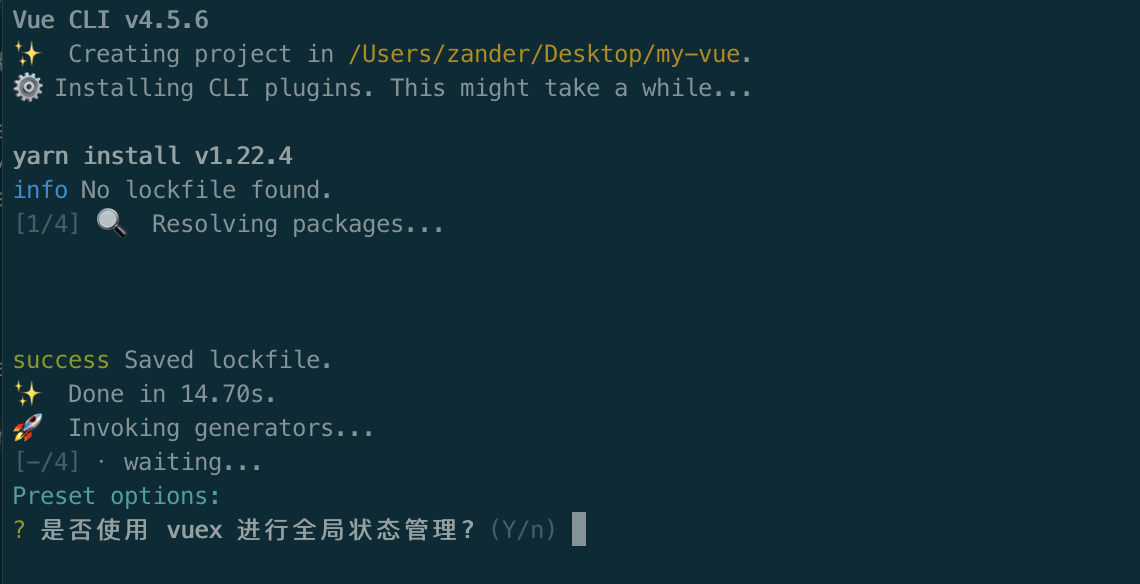 Vue CLI v4.5.6
✨ Creating project in /Users/zander/Desktop/my-vue.
⚙️ Installing CLI plugins. This might take a while...
yarn install v1.22.4
info No lockfile found.
[1/4] 🔍 Resolving packages...
success Saved lockfile.
✨ Done in 14.70s.
🚀 Invoking generators...
[-/4] · waiting...
Preset options:
? 是否使用 vuex 进行全局状态管理? (Y/n)